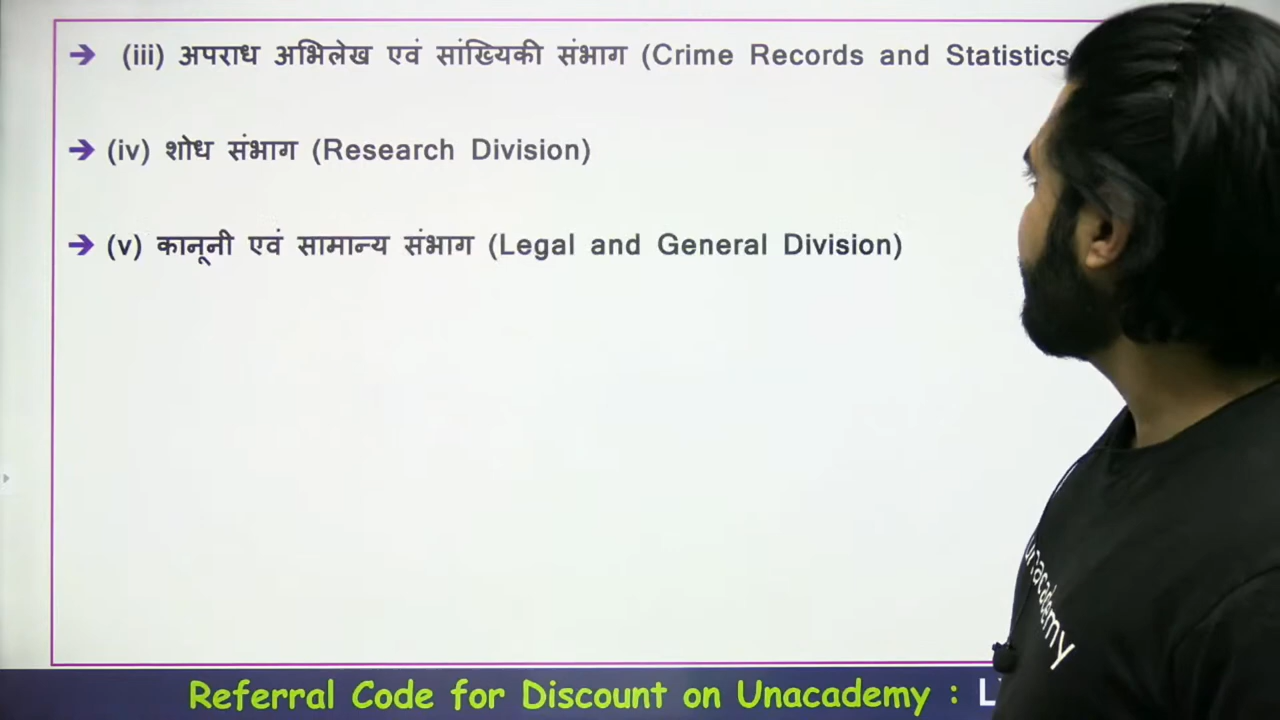 ➔ (iii) अपराध अभिलेख एवं सांख्यिकी संभाग (Crime Records and Statistics
➔ (iv) शोध संभाग (Research Division)
➔ (v) कानूनी एवं सामान्य संभाग (Legal and General Division)
unacademy
Referral Code for Discount on Unacademy :